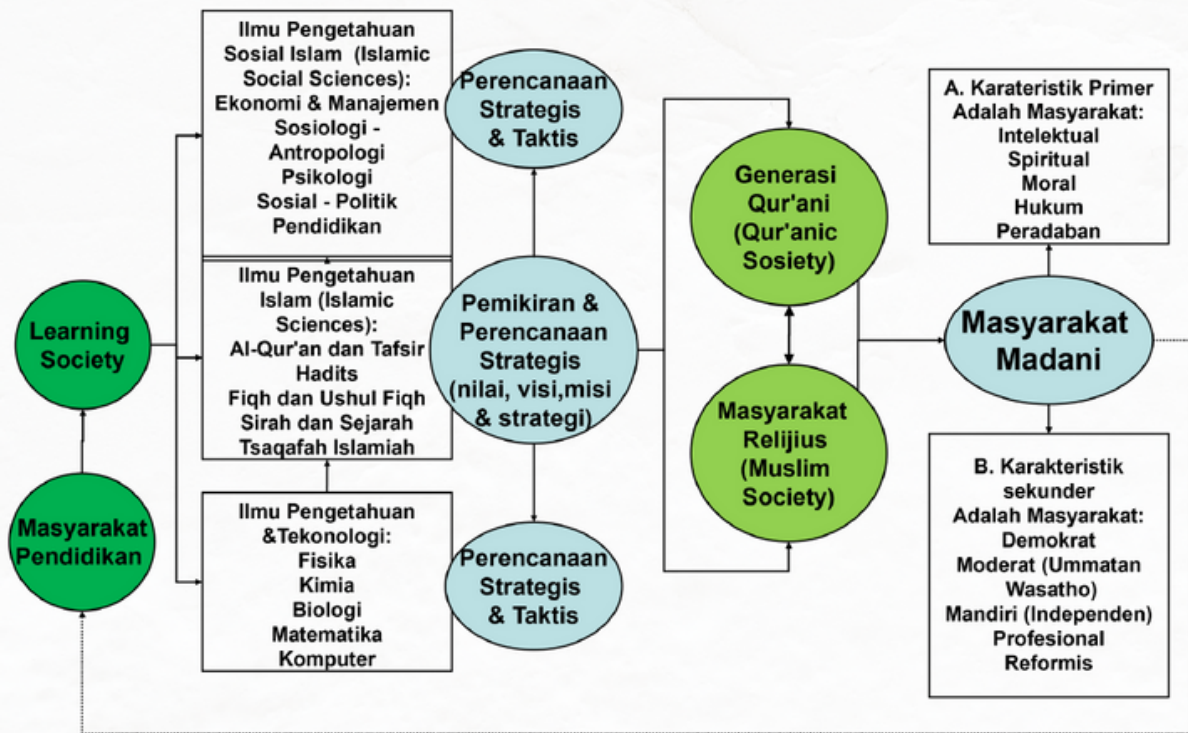 Ilmu Pengetahuan
Sosial Islam (Islamic
Social Sciences):
Ekonomi & Manajemen
Sosiologi -
Antropologi
Psikologi
Sosial - Politik
Pendidikan
Perencanaan
Strategis
& Taktis
A. Karateristik Primer
Adalah Masyarakat:
Intelektual
Spiritual
Moral
Hukum
Peradaban
Generasi
Qur'ani
(Qur'anic
Sosiety)
Learning
Society
Ilmu Pengetahuan
Islam (Islamic
Sciences):
Al-Qur'an dan Tafsir
Hadits
Fiqh dan Ushul Fiqh
Sirah dan Sejarah
Tsaqafah Islamiah
Pemikiran &
Perencanaan
Strategis
(nilai, visi,misi
& strategi)
Masyarakat
Madani
Masyarakat
Relijius
(Muslim
Society)
Masyarakat
Pendidikan
Ilmu Pengetahuan
&Tekonologi:
Fisika
Kimia
Biologi
Matematika
Komputer
Perencanaan
Strategis
& Taktis
B. Karakteristik
sekunder
Adalah Masyarakat:
Demokrat
Moderat (Ummatan
Wasatho)
Mandiri (Independen)
Profesional
Reformis